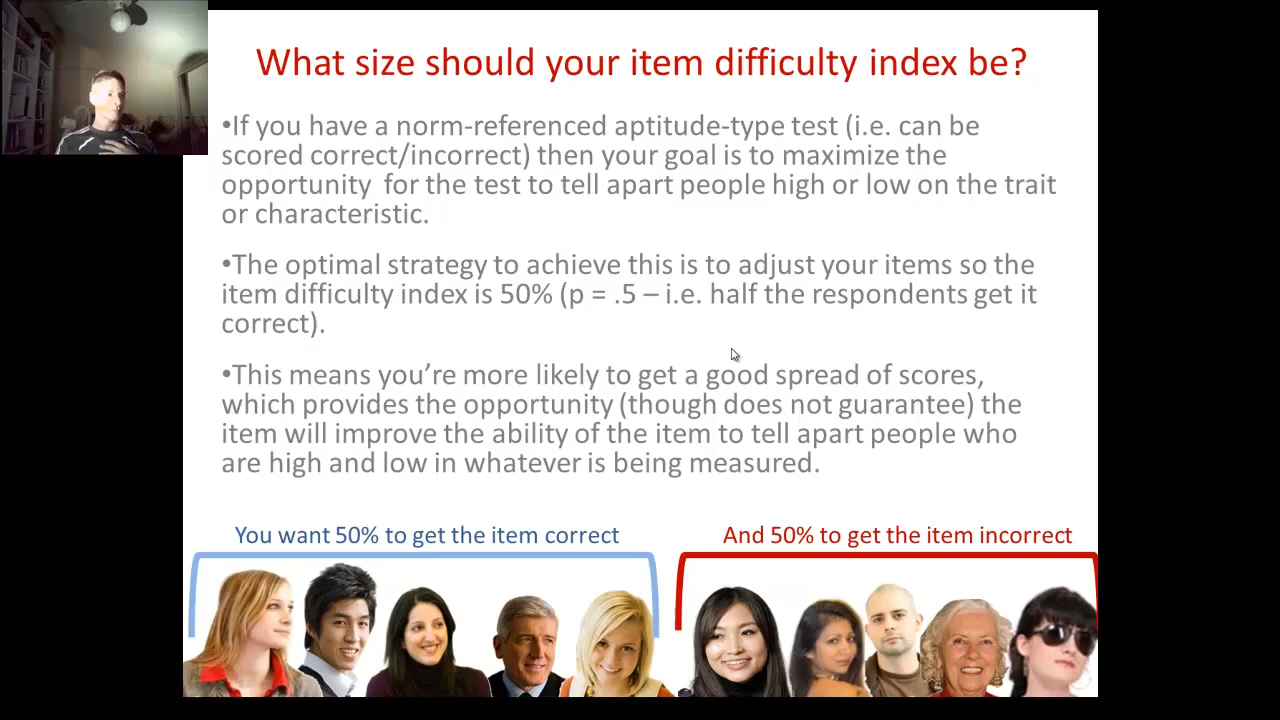 What size should your item difficulty index be?
•If you have a norm-referenced aptitude-type test (i.e. can be
scored correct/incorrect) then your goal is to maximize the
opportunity for the test to tell apart people high or low on the trait
or characteristic.
•The optimal strategy to achieve this is to adjust your items so the
item difficulty index is 50% (p = .5 – i.e. half the respondents get it
correct).
•This means you’re more likely to get a good spread of scores,
which provides the opportunity (though does not guarantee) the
item will improve the ability of the item to tell apart people who
are high and low in whatever is being measured.
You want 50% to get the item correct
And 50% to get the item incorrect